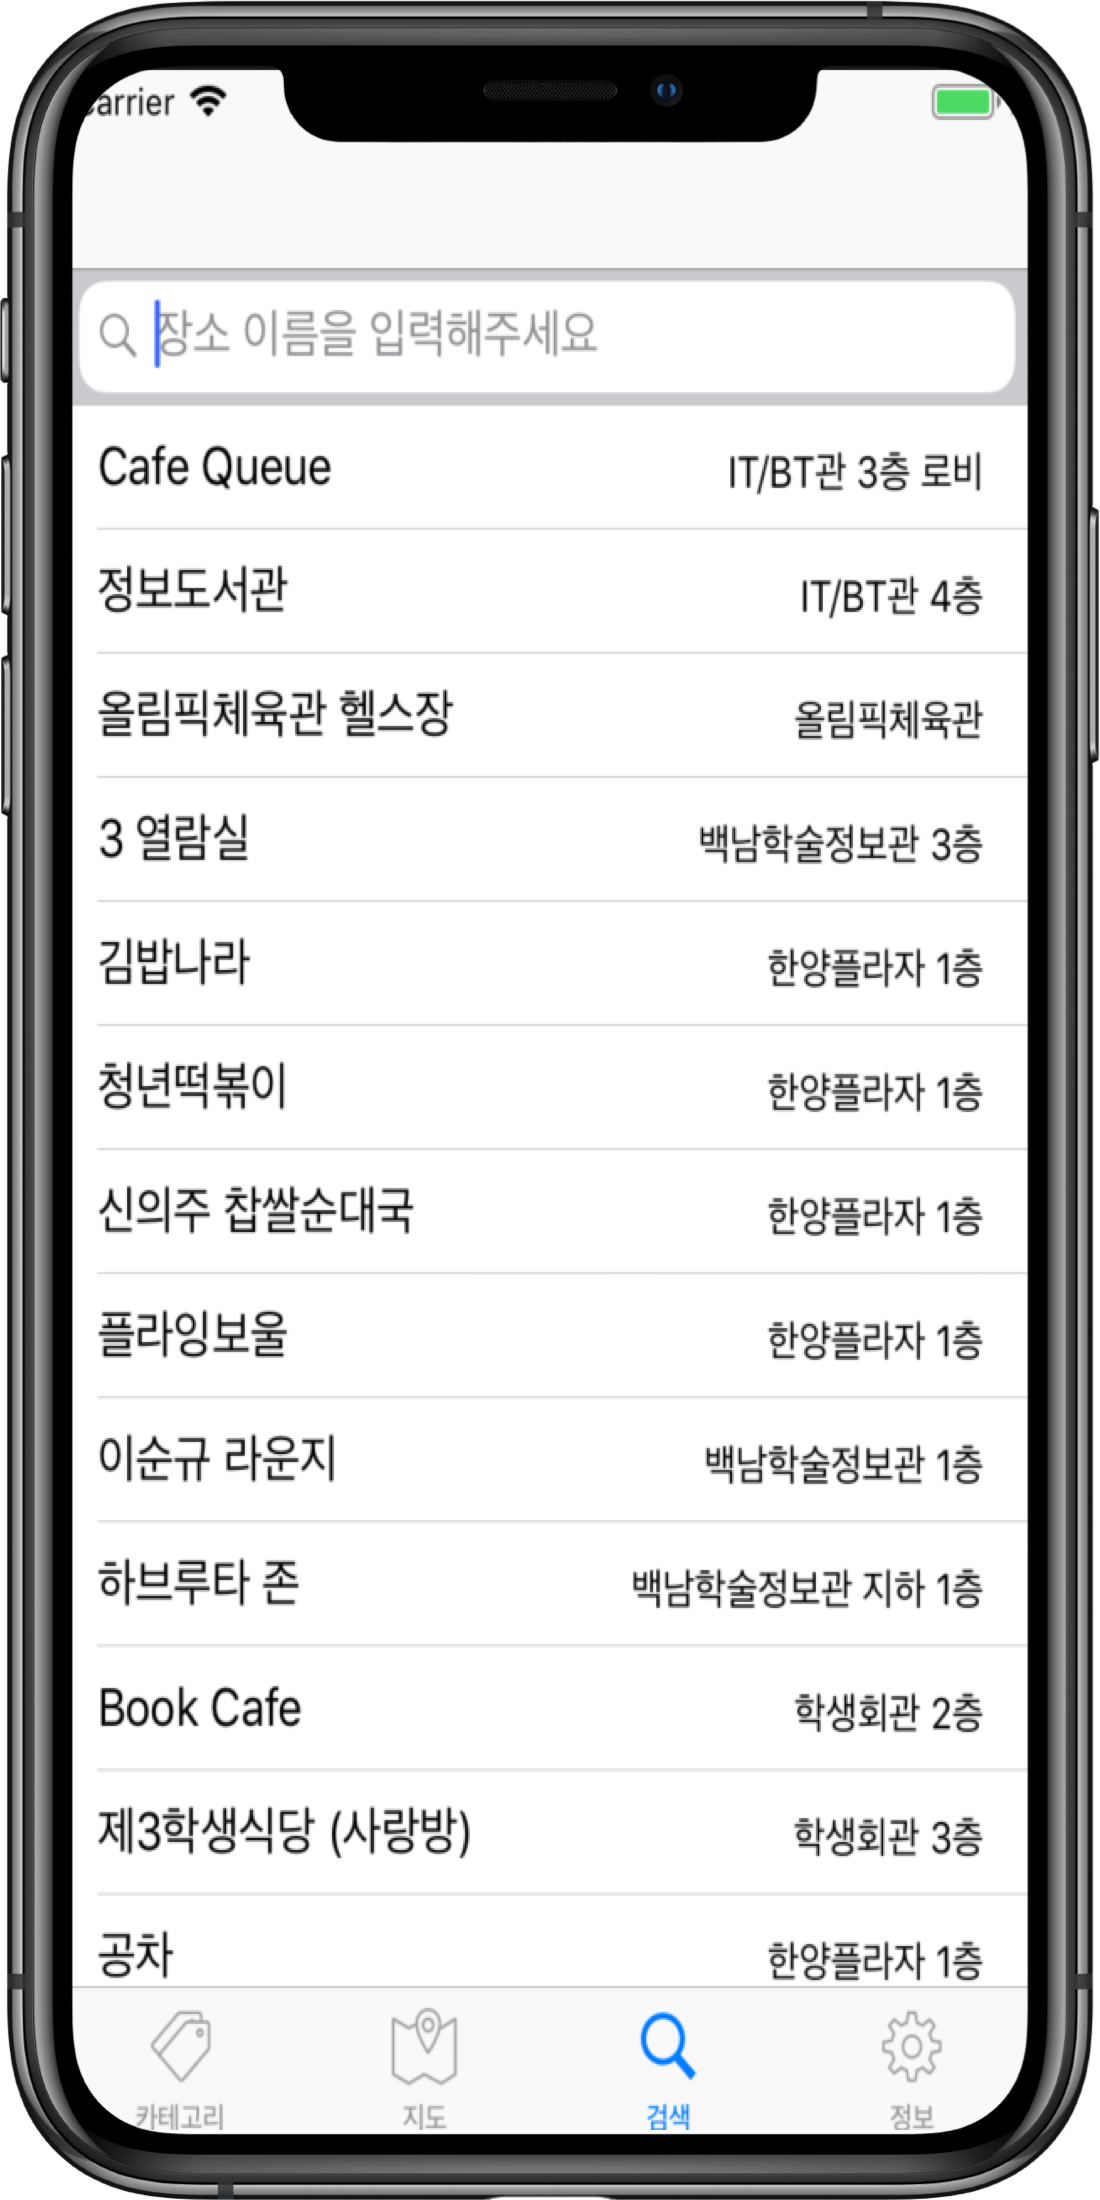 Carrier
장소 이름을 입력해주세요
Cafe Queue IT/BT관 3층 로비
정보도서관 IT/BT관 4층
올림픽체육관 헬스장 올림픽체육관
3 열람실 백남학술정보관 3층
김밥나라 한양플라자 1층
청년떡볶이 한양플라자 1층
신의주 찹쌀순대국 한양플라자 1층
플라잉보울 한양플라자 1층
이순규 라운지 백남학술정보관 1층
하브루타 존 백남학술정보관 지하 1층
Book Cafe 학생회관 2층
제3학생식당 (사랑방) 학생회관 3층
공차 한양플라자 1층
카테고리 지도 검색 정보